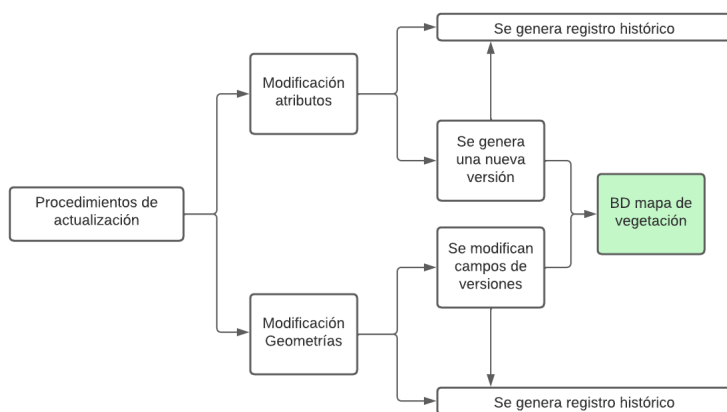 Se genera registro histórico
Modificación
atributos
Se genera
una nueva
versión
Procedimientos de
actualización
BD mapa de
vegetación
Se modifican
campos de
versiones
Modificación
Geometrías
Se genera registro histórico